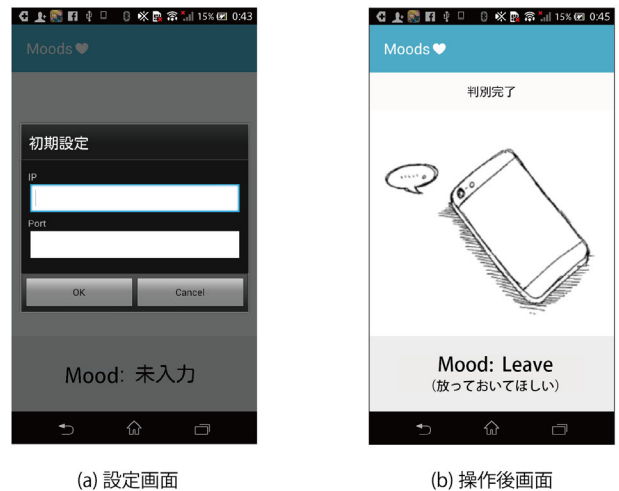 15% 0:43
Moods♥
初期設定
IP
Port
OK Cancel
Mood: 未入力
(a) 設定画面
15% 0:45
Moods♥
判別完了
Mood: Leave
(放っておいてほしい)
(b) 操作後画面